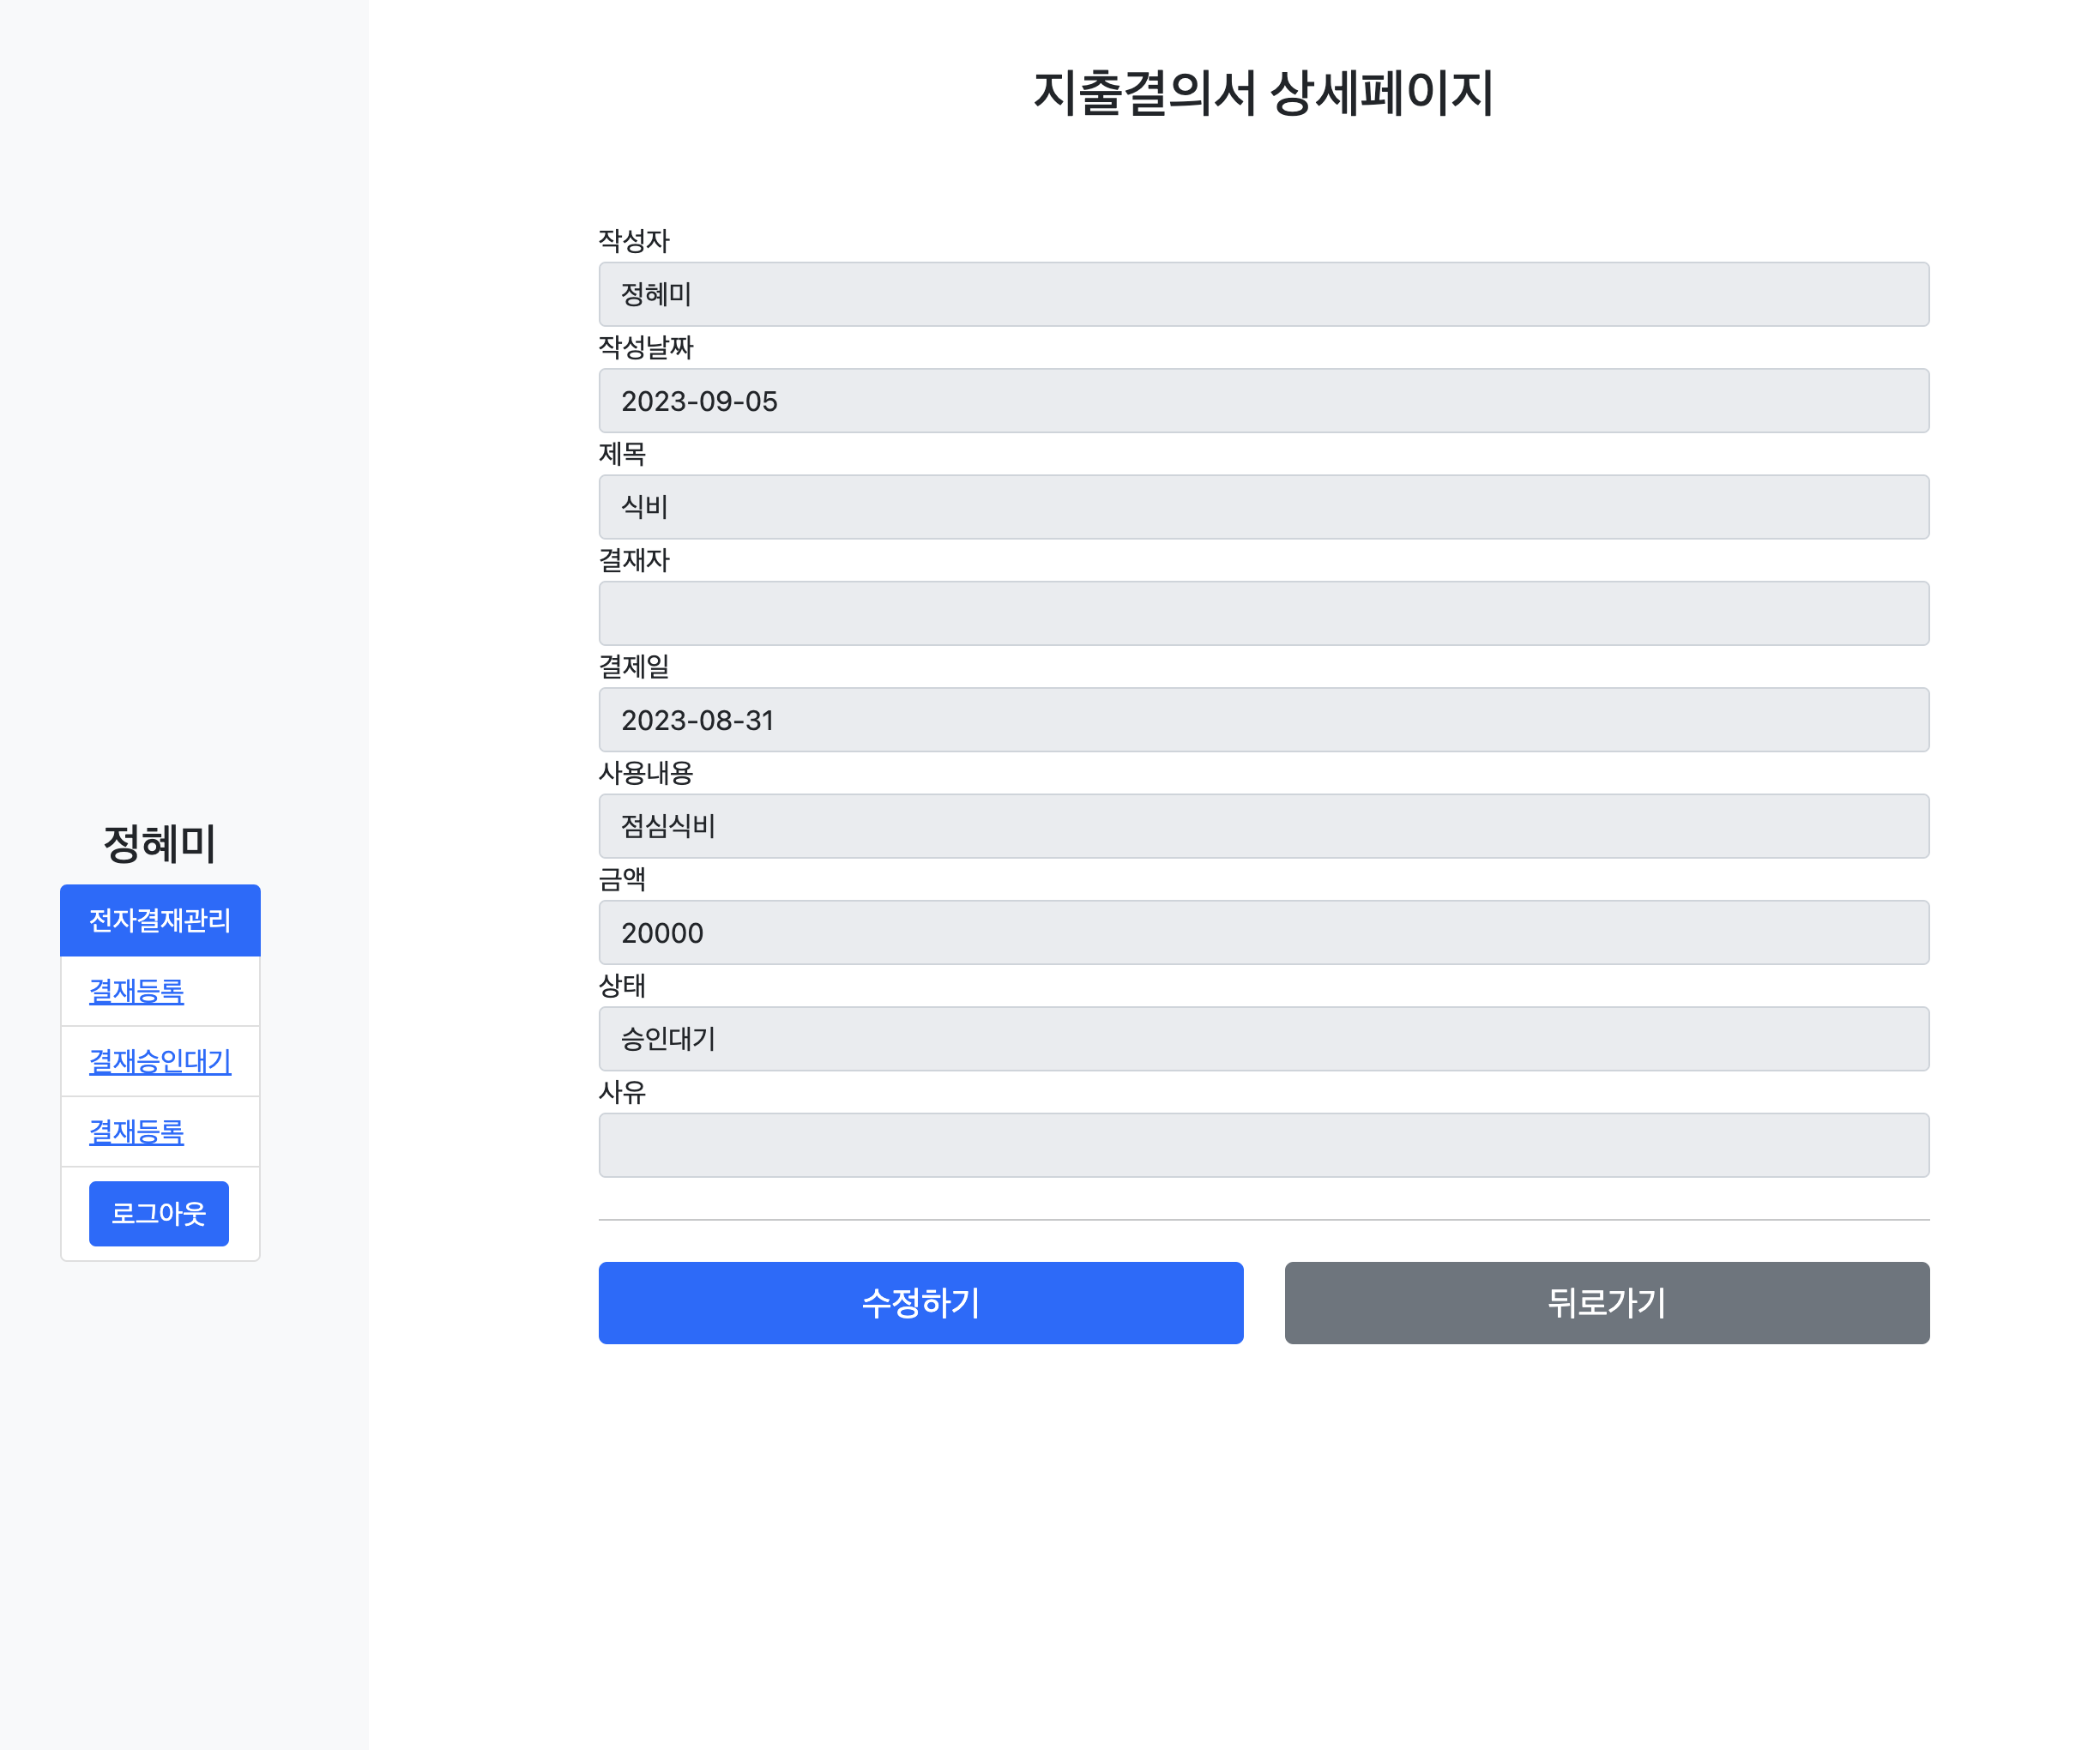 지출결의서 상세페이지
작성자
정혜미
작성날짜
2023-09-05
제목
식비
결재자
결제일
2023-08-31
사용내용
점심식비
금액
20000
상태
승인대기
사유
수정하기
뒤로가기
정혜미
전자결재관리
결재등록
결재승인대기
결재등록
로그아웃